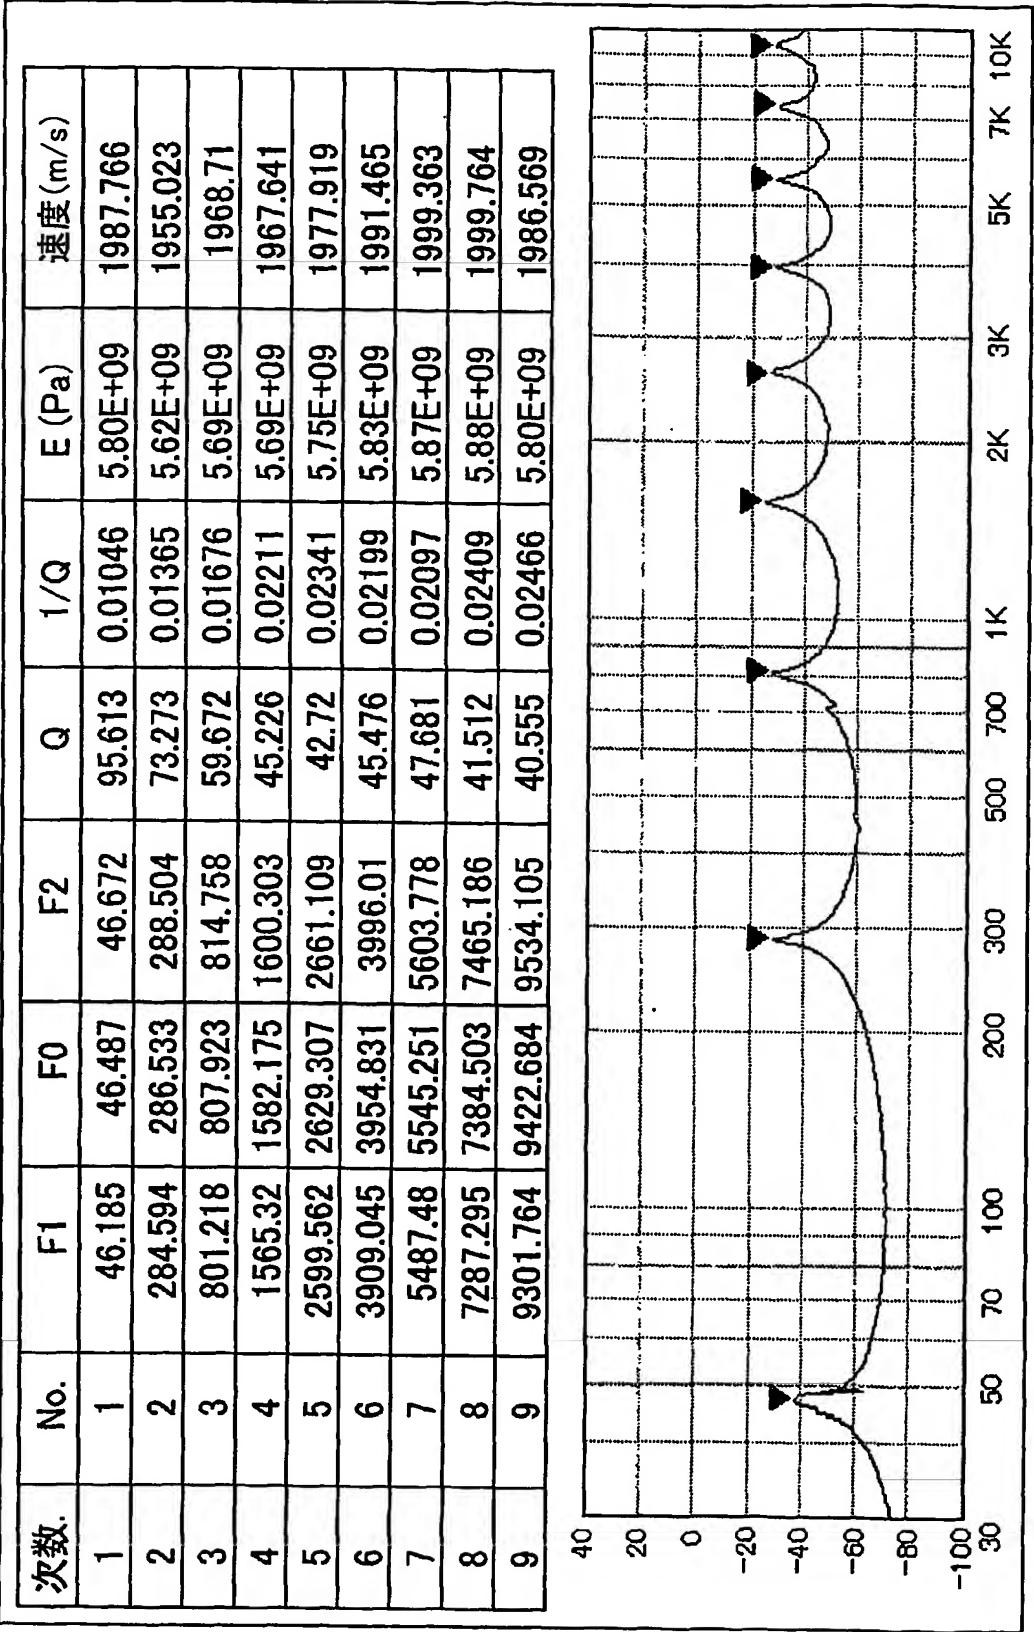 次数. No. F1 F0 F2 Q 1/Q E (Pa) 速度(m/s)
1 1 46.185 46.487 46.672 95.613 0.01046 5.80E+09 1987.766
2 2 284.594 286.533 288.504 73.273 0.01365 5.62E+09 1955.023
3 3 801.218 807.923 814.758 59.672 0.01676 5.69E+09 1968.71
4 4 1565.32 1582.175 1600.303 45.226 0.02211 5.69E+09 1967.641
5 5 2599.562 2629.307 2661.109 42.72 0.02341 5.75E+09 1977.919
6 6 3909.045 3954.831 3996.01 45.476 0.02199 5.83E+09 1991.465
7 7 5487.48 5545.251 5603.778 47.681 0.02097 5.87E+09 1999.363
8 8 7287.295 7384.503 7465.186 41.512 0.02409 5.88E+09 1999.764
9 9 9301.764 9422.684 9534.105 40.555 0.02466 5.80E+09 1986.569
40
20
0
-20
-40
-60
-80
-100
30 50 70 100 200 300 500 700 1K 2K 3K 5K 7K 10K